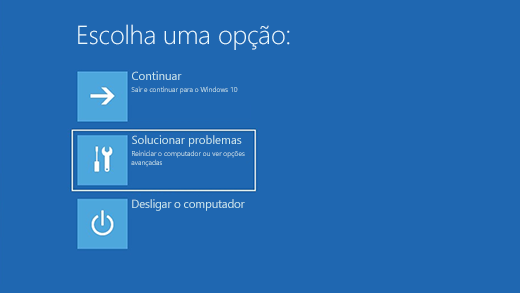 Escolha uma opção:
Continuar
Sair e continuar para o Windows 10
Solucionar problemas
Reiniciar o computador ou ver opções
avançadas
Desligar o computador